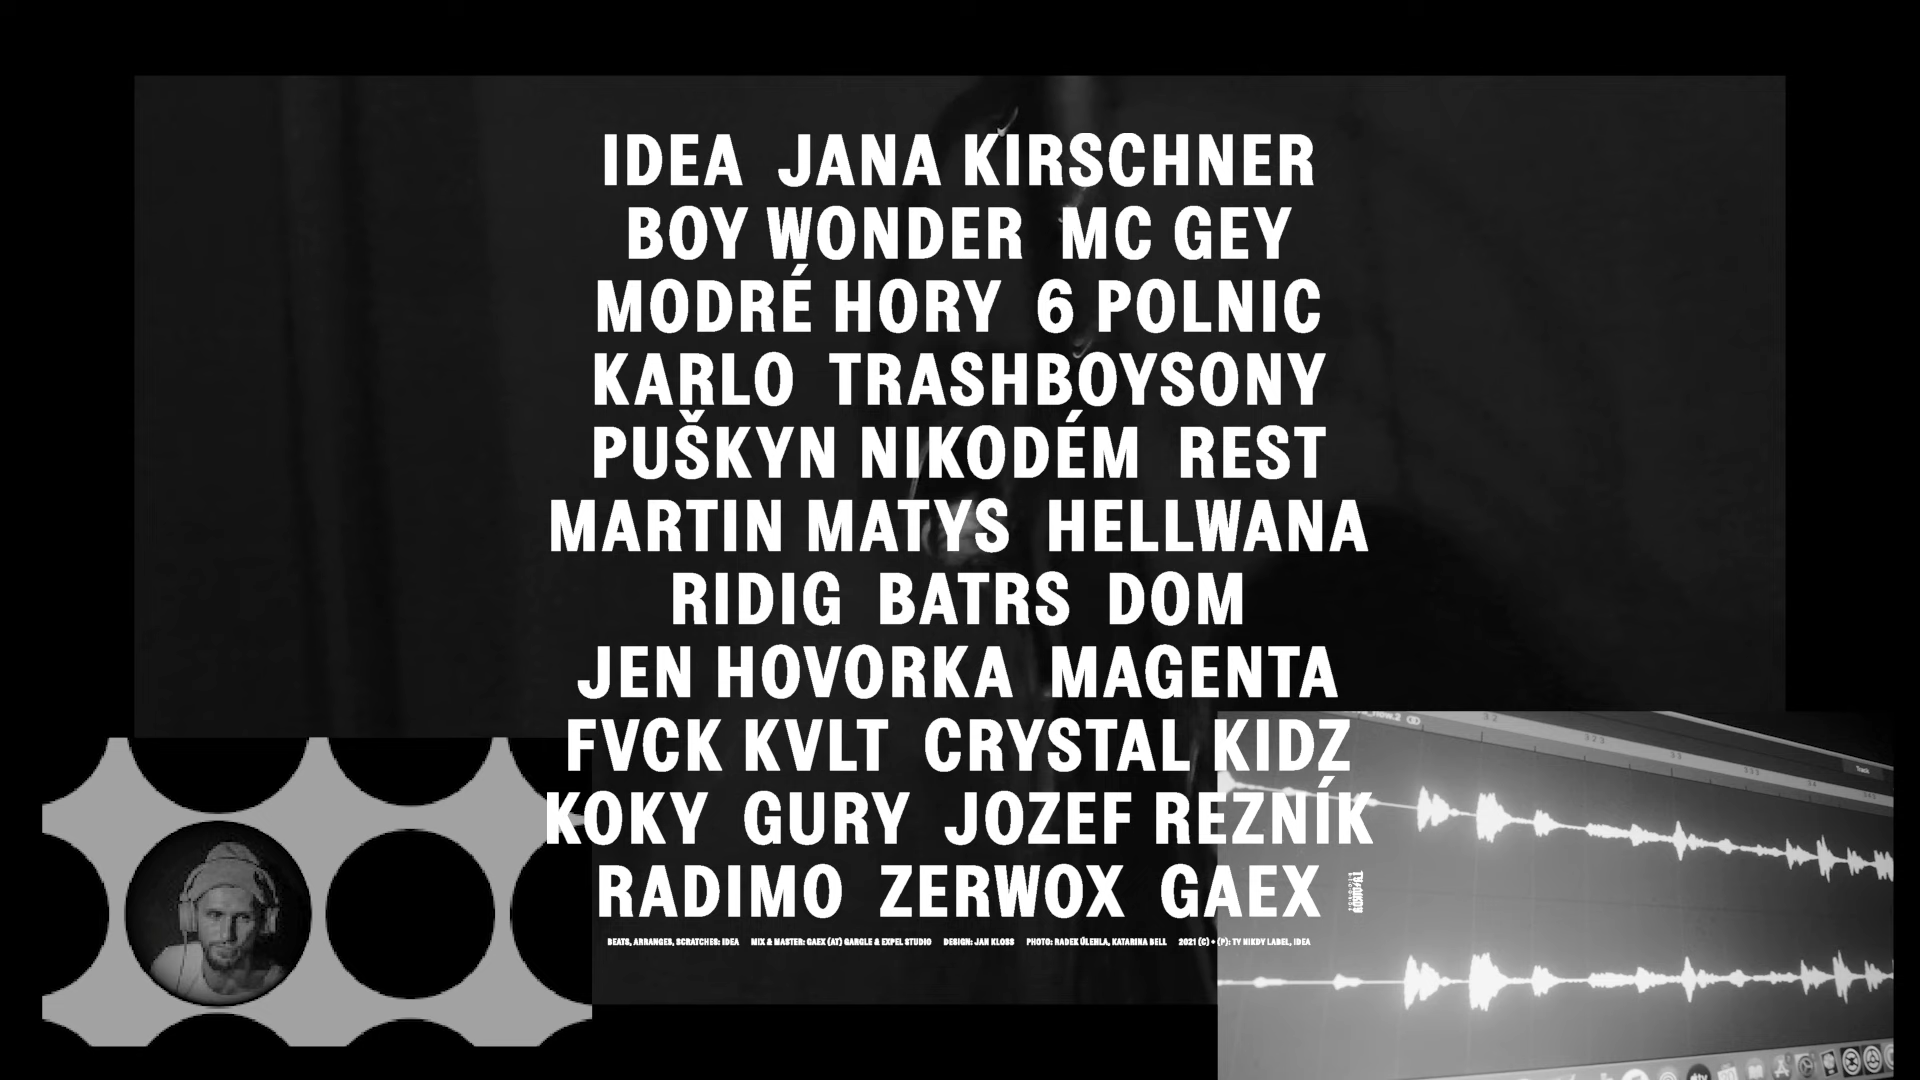 IDEA JANA KIRSCHNER
BOY WONDER MC GEY
MODRÉ HORY 6 POLNIC
KARLO TRASHBOYSONY
PUŠKYN NIKODÉM REST
MARTIN MATYS HELLWANA
RIDIG BATRS DOM
JEN HOVORKA MAGENTA
FVCK KVLT CRYSTAL KIDZ
KOKY GURY JOZEF REZNÍK
RADIMO ZERWOX GAEX
BEATS, ARRANGES, SCRATCHES: IDEA MIX & MASTER: GAEX (AT) GARGLE & EXPEL STUDIO DESIGN: JAN KLOSS PHOTO: RADEK ÚLEHLA, KATARINA BELL 2021 (C) + (P): TY NIKDY LABEL, IDEA
Track